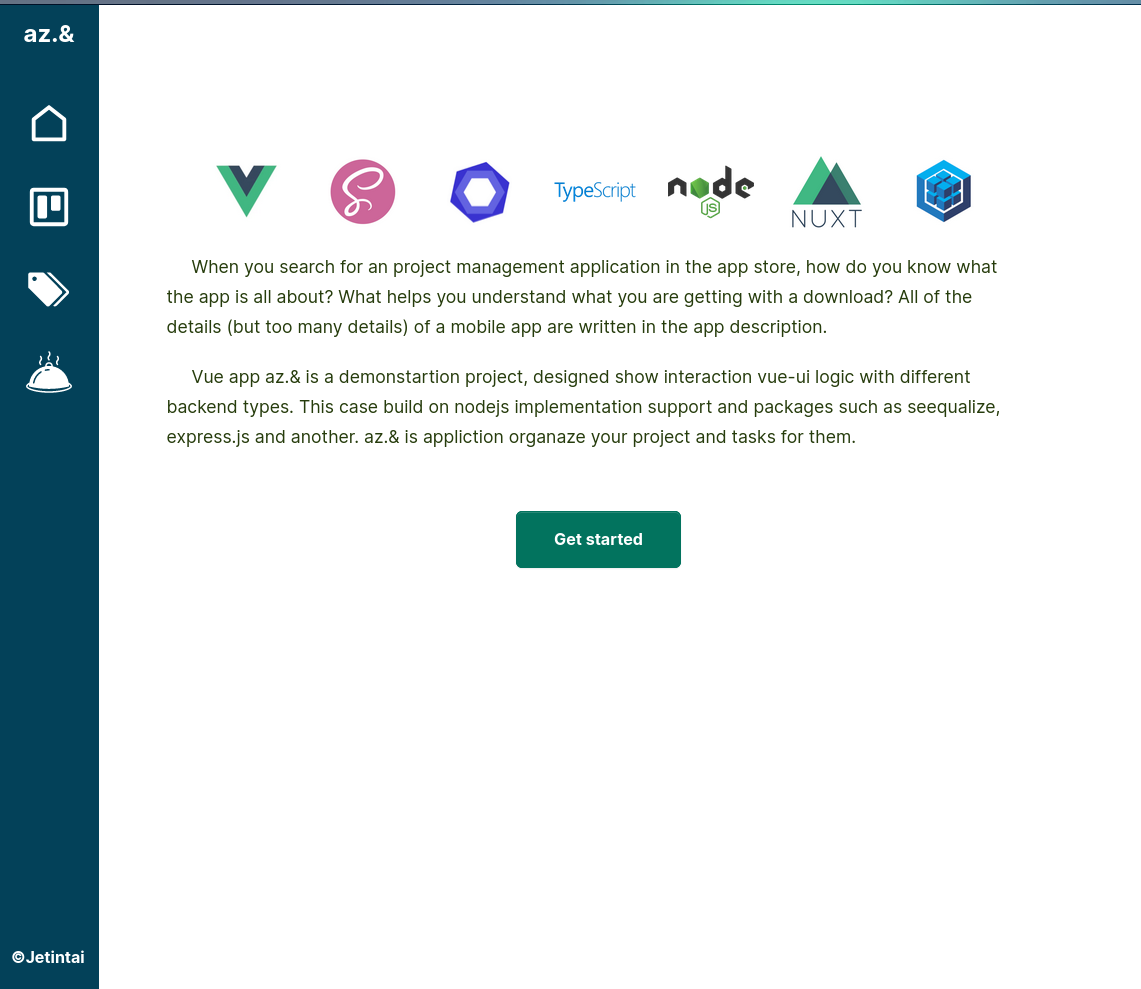 az.&
TypeScript
node
JS
NUXT
When you search for an project management application in the app store, how do you know what
the app is all about? What helps you understand what you are getting with a download? All of the
details (but too many details) of a mobile app are written in the app description.
Vue app az.& is a demonstartion project, designed show interaction vue-ui logic with different
backend types. This case build on nodejs implementation support and packages such as seequalize,
express.js and another. az.& is appliction organaze your project and tasks for them.
Get started
©Jetintai